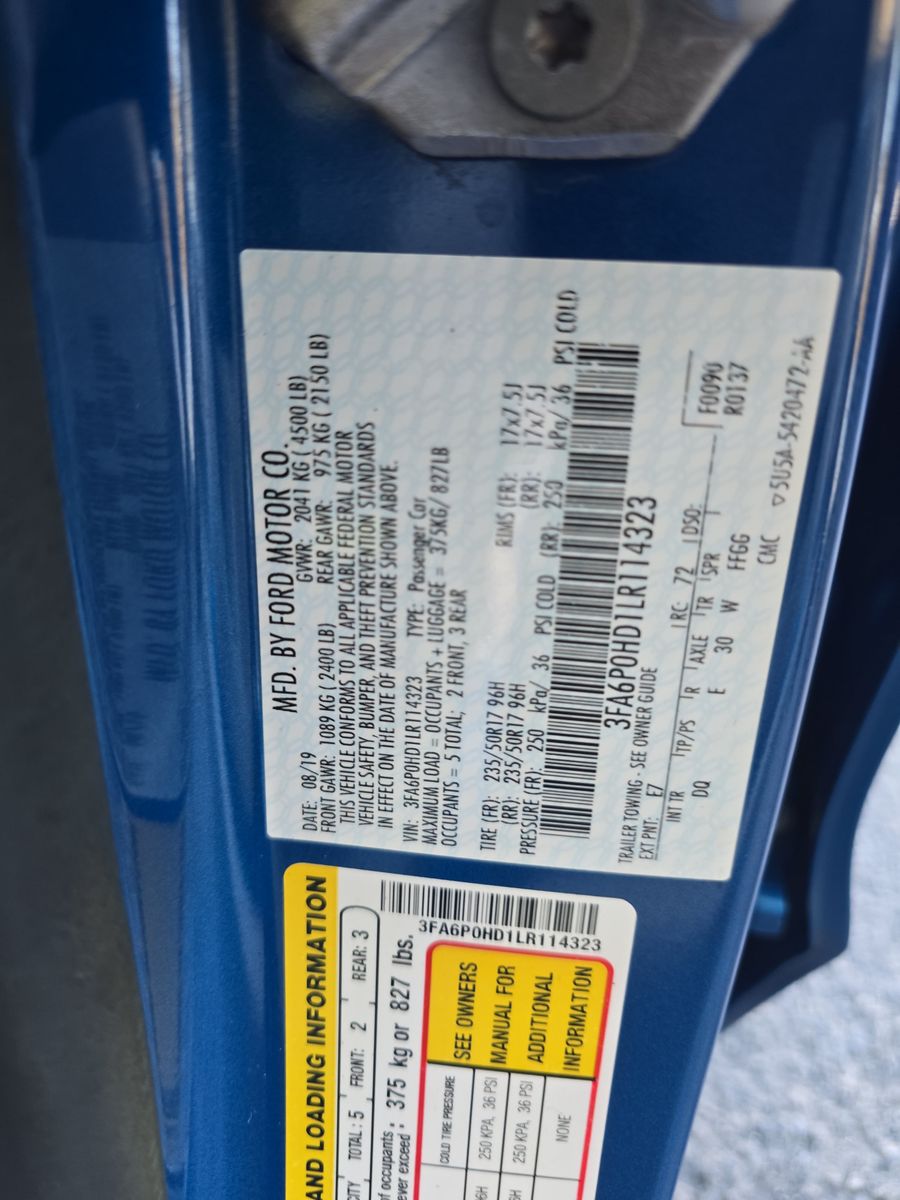 MFD. BY FORD MOTOR CO.
DATE: 08/19 GVWR: 2041 KG ( 4500 LB)
FRONT GAWR: 1089 KG ( 2400 LB) REAR GAWR: 975 KG ( 2150 LB)
THIS VEHICLE CONFORMS TO ALL APPLICABLE FEDERAL MOTOR
VEHICLE SAFETY, BUMPER, AND THEFT PREVENTION STANDARDS
IN EFFECT ON THE DATE OF MANUFACTURE SHOWN ABOVE.
VIN: 3FA6P0HD1LR114323 TYPE: Passenger Car
MAXIMUM LOAD = OCCUPANTS + LUGGAGE = 375KG/ 827LB
OCCUPANTS = 5 TOTAL; 2 FRONT, 3 REAR
TIRE (FR): 235/50R17 96H RIMS (FR): 17x7.5J
(RR): 235/50R17 96H (RR): 17x7.5J
PRESSURE (FR): 250 kPa/ 36 PSI COLD (RR): 250 kPa/ 36 PSI COLD
3FA6P0HD1LR114323
TRAILER TOWING - SEE OWNER GUIDE
EXT PNT: E7 RC: 72 DSO: F0090
R0137
INT TR TP/PS R AXLE TR SPR
DQ E 30 W FFGG
CMC
▽5U5A-5420472-AA
AND LOADING INFORMATION
TOTAL: 5 FRONT: 2 REAR: 3
of occupants
ever exceed : 375 kg or 827 lbs.
3FA6P0HD1LR114323
COLD TIRE PRESSURE
250 KPA, 36 PSI
250 KPA, 36 PSI
NONE
SEE OWNERS
MANUAL FOR
ADDITIONAL
INFORMATION